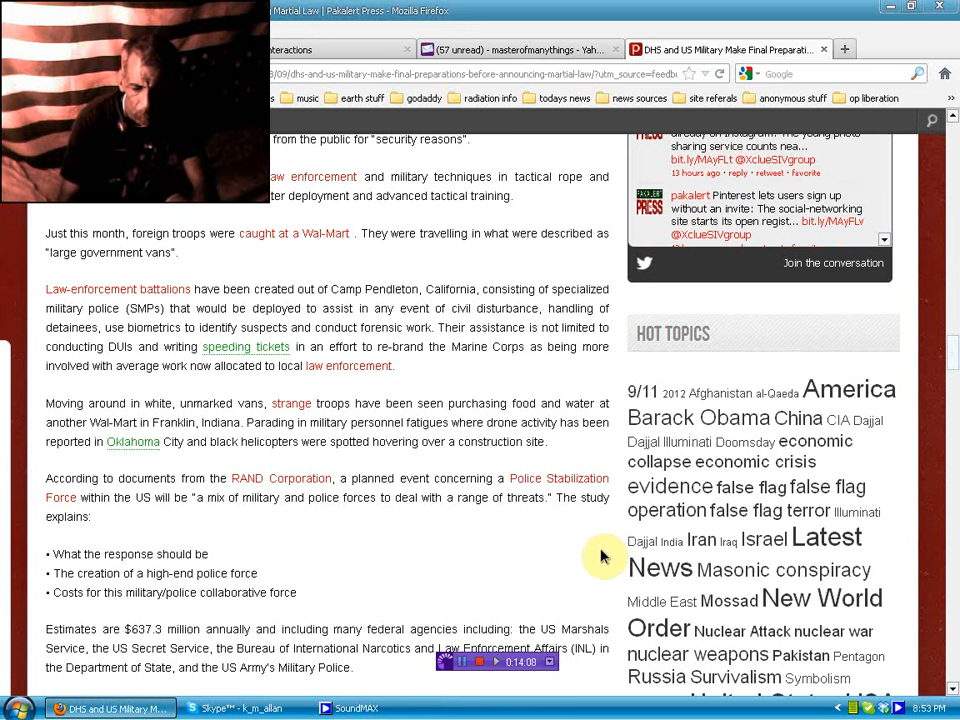 Martial Law | Pakalert Press - Mozilla Firefox
nteractions
(57 unread) - masterofmanythings - Yah...
DHS and US Military Make Final Preparati...
3/09/dhs-and-us-military-make-final-preparations-before-announcing-martial-law/?utm_source=feedb
Google
music
earth stuff
godaddy
radiation info
todays news
news sources
site referals
anonymous stuff
op liberation
from the public for "security reasons".
aw enforcement and military techniques in tactical rope and
ter deployment and advanced tactical training.
Just this month, foreign troops were caught at a Wal-Mart . They were travelling in what were described as
"large government vans".
Law-enforcement battalions have been created out of Camp Pendleton, California, consisting of specialized
military police (SMPs) that would be deployed to assist in any event of civil disturbance, handling of
detainees, use biometrics to identify suspects and conduct forensic work. Their assistance is not limited to
conducting DUIs and writing speeding tickets in an effort to re-brand the Marine Corps as being more
involved with average work now allocated to local law enforcement.
Moving around in white, unmarked vans, strange troops have been seen purchasing food and water at
another Wal-Mart in Franklin, Indiana. Parading in military personnel fatigues where drone activity has been
reported in Oklahoma City and black helicopters were spotted hovering over a construction site.
According to documents from the RAND Corporation, a planned event concerning a Police Stabilization
Force within the US will be "a mix of military and police forces to deal with a range of threats." The study
explains:
• What the response should be
• The creation of a high-end police force
• Costs for this military/police collaborative force
Estimates are $637.3 million annually and including many federal agencies including: the US Marshals
Service, the US Secret Service, the Bureau of International Narcotics and Law Enforcement Affairs (INL) in
the Department of State, and the US Army's Military Police.
0:14:08
PRESS
already on Instagram? The young photo
sharing service counts nea...
bit.ly/MAyFLt @XclueSIVgroup
13 hours ago · reply · retweet · favorite
PAKALERT
PRESS
pakalert Pinterest lets users sign up
without an invite: The social-networking
site starts its open regist... bit.ly/MAyFLv
@XclueSIVgroup
Join the conversation
HOT TOPICS
9/11 2012 Afghanistan al-Qaeda America
Barack Obama China CIA Dajjal
Dajjal Illuminati Doomsday economic
collapse economic crisis
evidence false flag false flag
operation false flag terror Illuminati
Dajjal India Iran Iraq Israel Latest
News Masonic conspiracy
Middle East Mossad New World
Order Nuclear Attack nuclear war
nuclear weapons Pakistan Pentagon
Russia Survivalism Symbolism
DHS and US Military M...
Skype™ - k_m_allan
SoundMAX
8:53 PM